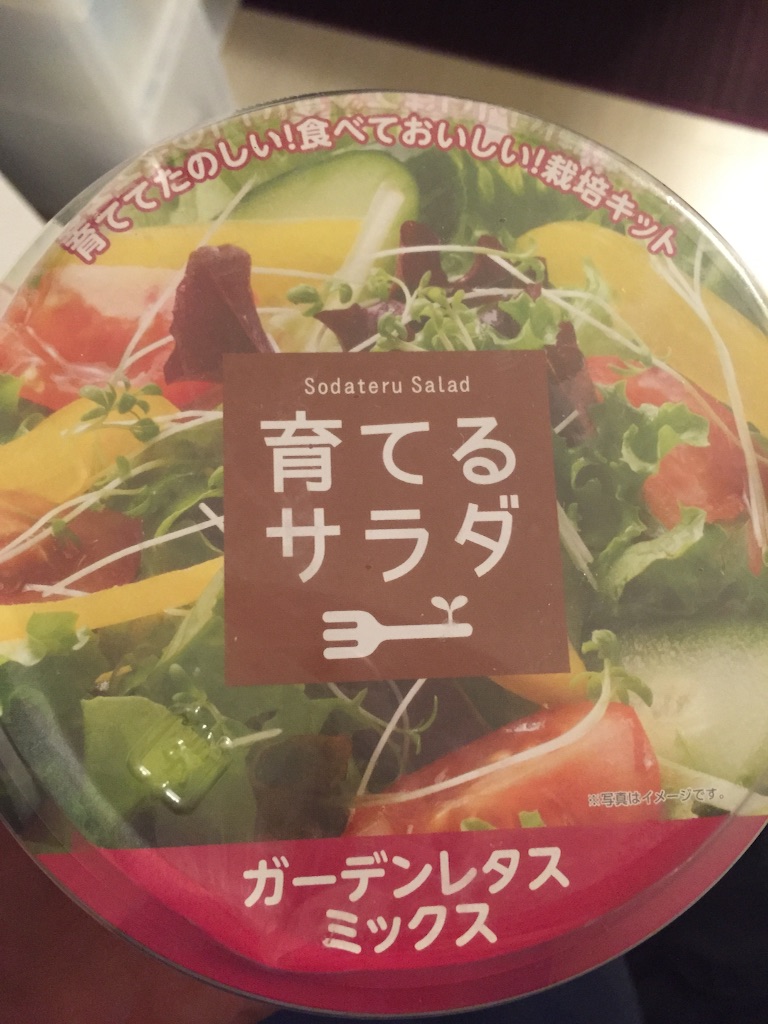 育ててたのしい!食べておいしい!栽培キット
Sodateru Salad
育てる
サラダ
※写真はイメージです。
ガーデンレタス
ミックス